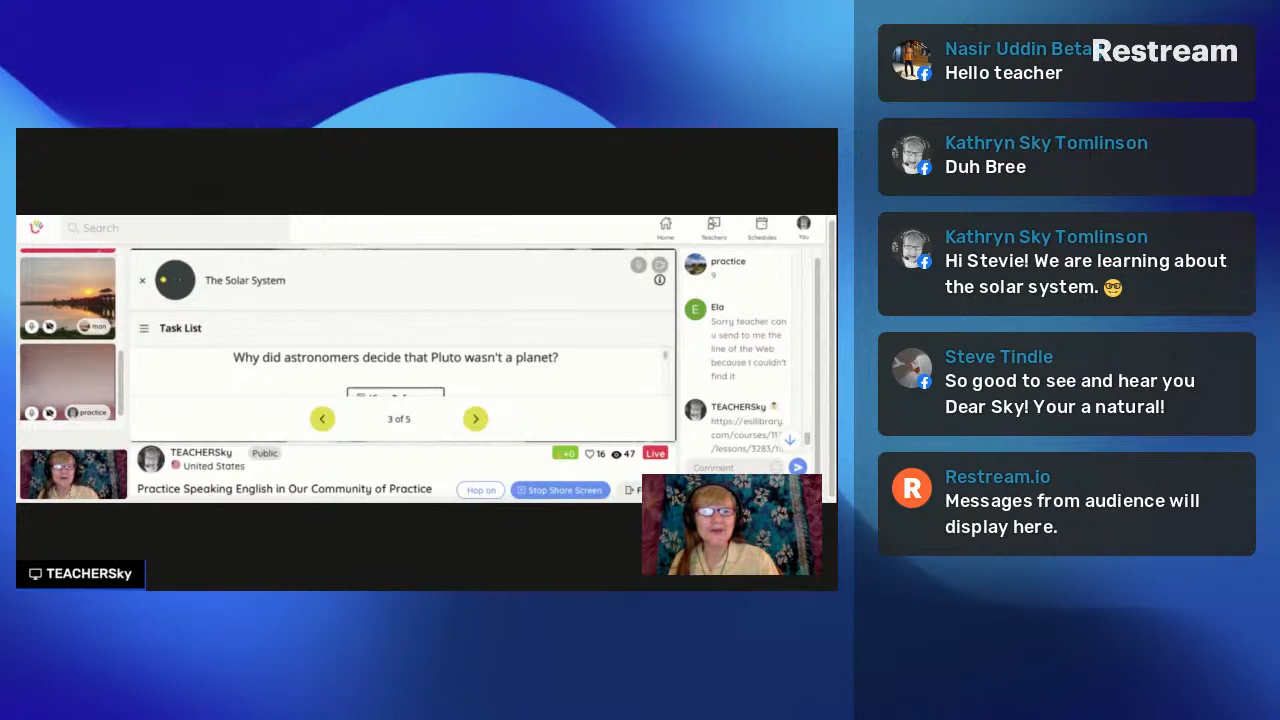 Search
Home
Teachers
Schedules
You
The Solar System
Task List
Why did astronomers decide that Pluto wasn't a planet?
3 of 5
man
practice
TEACHERSky
Public
United States
+0
16
47
Live
Practice Speaking English in Our Community of Practice
Hop on
Stop Share Screen
practice
9
E
Ela
Sorry teacher can
u send to me the
line of the Web
because I couldn't
find it
TEACHERSky
https://esllibrary.
com/courses/11
/lessons/3283/
Comment
TEACHERSky
Restream
Nasir Uddin Beta
Hello teacher
Kathryn Sky Tomlinson
Duh Bree
Kathryn Sky Tomlinson
Hi Stevie! We are learning about
the solar system. 🤓
Steve Tindle
So good to see and hear you
Dear Sky! Your a natural!
R
Restream.io
Messages from audience will
display here.